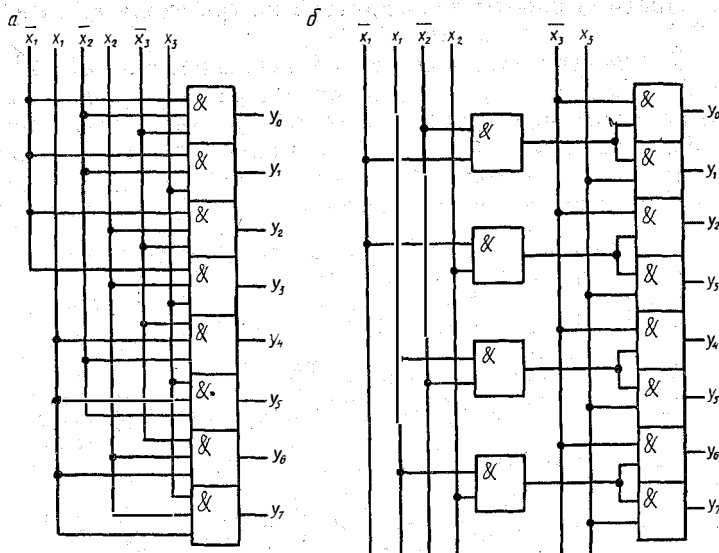 а
x̄₁ x₁ x̄₂ x₂ x̄₃ x₃
& y₀
& y₁
& y₂
& y₃
& y₄
& y₅
& y₆
& y₇
б
x̄₁ x₁ x̄₂ x₂ x̄₃ x₃
&
&
&
&
& y₀
& y₁
& y₂
& y₃
& y₄
& y₅
& y₆
& y₇